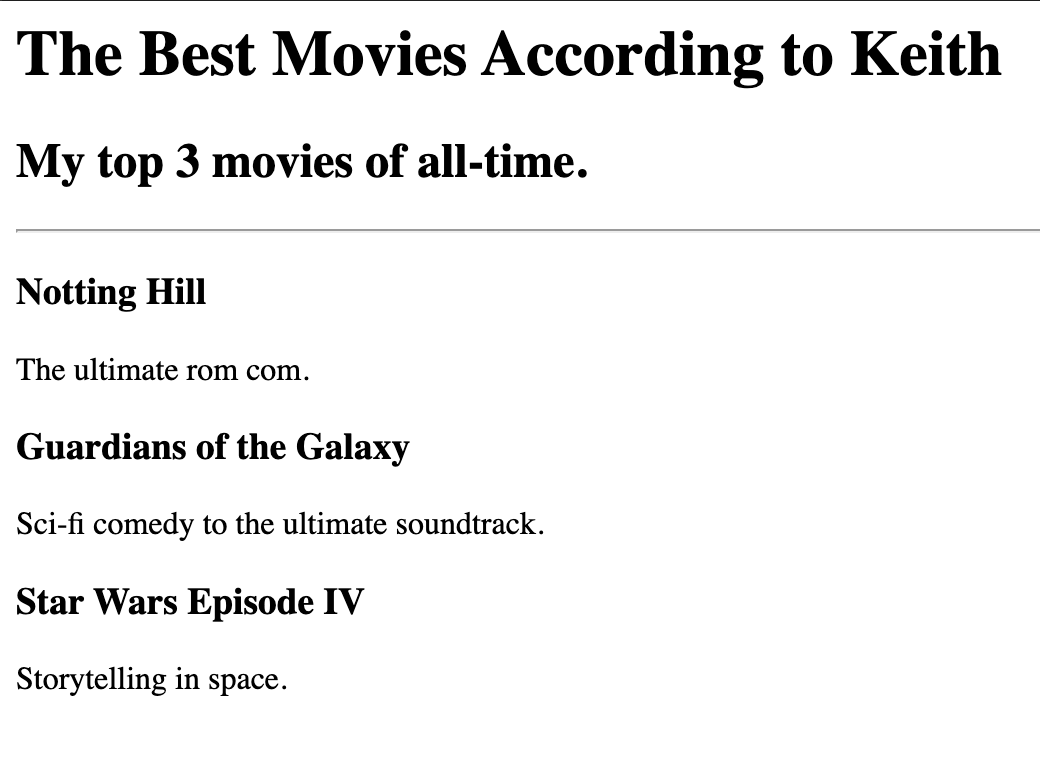 The Best Movies According to Keith
My top 3 movies of all-time.
Notting Hill
The ultimate rom com.
Guardians of the Galaxy
Sci-fi comedy to the ultimate soundtrack.
Star Wars Episode IV
Storytelling in space.